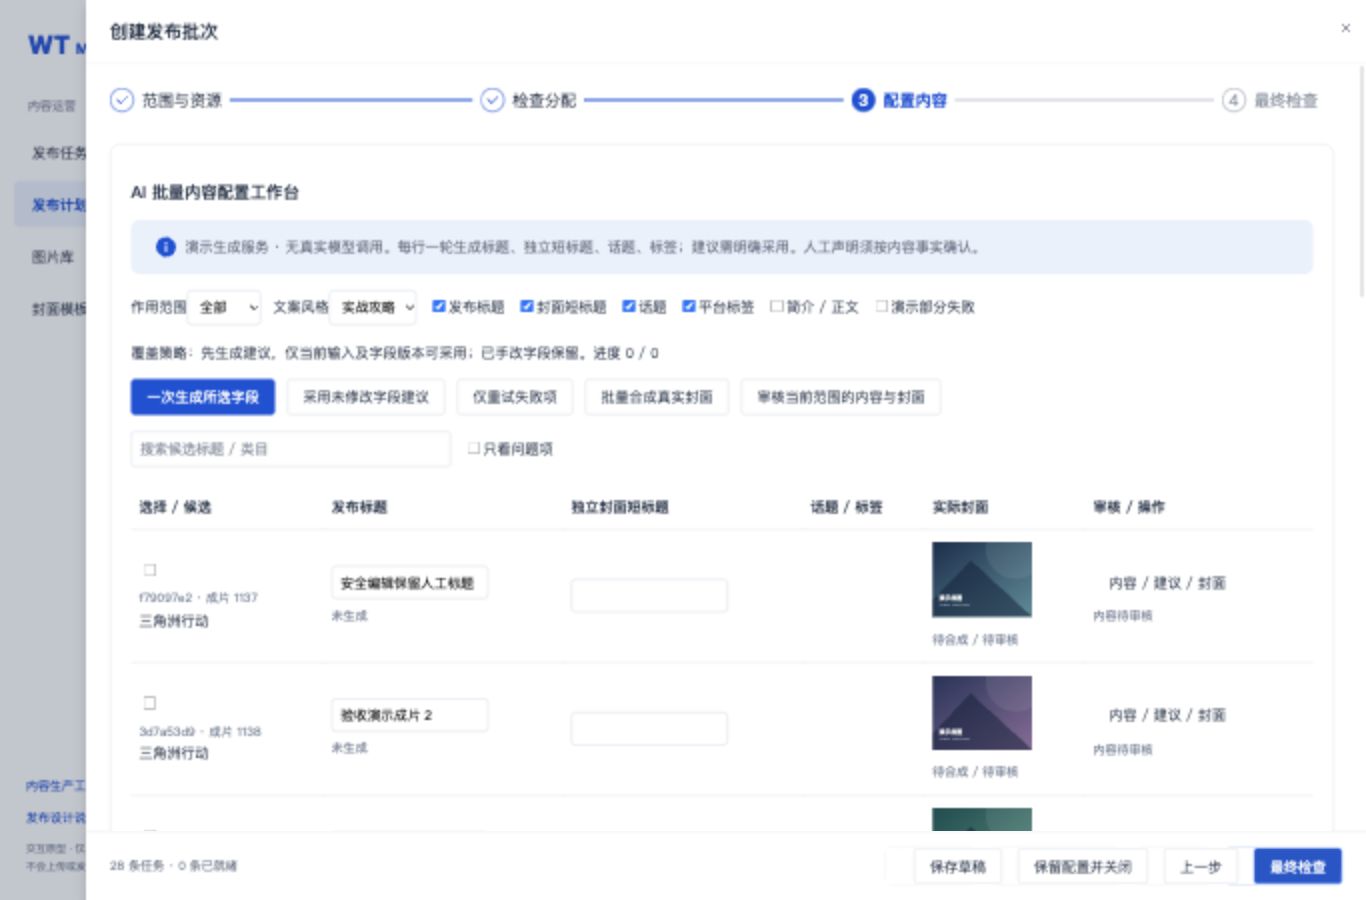 WT M
内容运营
发布任务
发布计划
图片库
封面模板
内容生产工
发布设计说
交互原型 · 仅
不会上传或发
创建发布批次
×
范围与资源
检查分配
3 配置内容
4 最终检查
AI 批量内容配置工作台
演示生成服务 · 无真实模型调用。每行一轮生成标题、独立短标题、话题、标签；建议需明确采用。人工声明须按内容事实确认。
作用范围 全部 文案风格 实战攻略 发布标题 封面短标题 话题 平台标签 简介 / 正文 演示部分失败
覆盖策略：先生成建议，仅当前输入及字段版本可采用；已手改字段保留。进度 0 / 0
一次生成所选字段 采用未修改字段建议 仅重试失败项 批量合成真实封面 审核当前范围的内容与封面
搜索候选标题 / 类目 只看问题项
选择 / 候选 发布标题 独立封面短标题 话题 / 标签 实际封面 审核 / 操作
f79097e2 · 成片 1137
三角洲行动
安全编辑保留人工标题
未生成
待合成 / 待审核
内容 / 建议 / 封面
内容待审核
3d7a53d9 · 成片 1138
三角洲行动
验收演示成片 2
未生成
待合成 / 待审核
内容 / 建议 / 封面
内容待审核
28 条任务 · 0 条已就绪
保存草稿 保留配置并关闭 上一步 最终检查